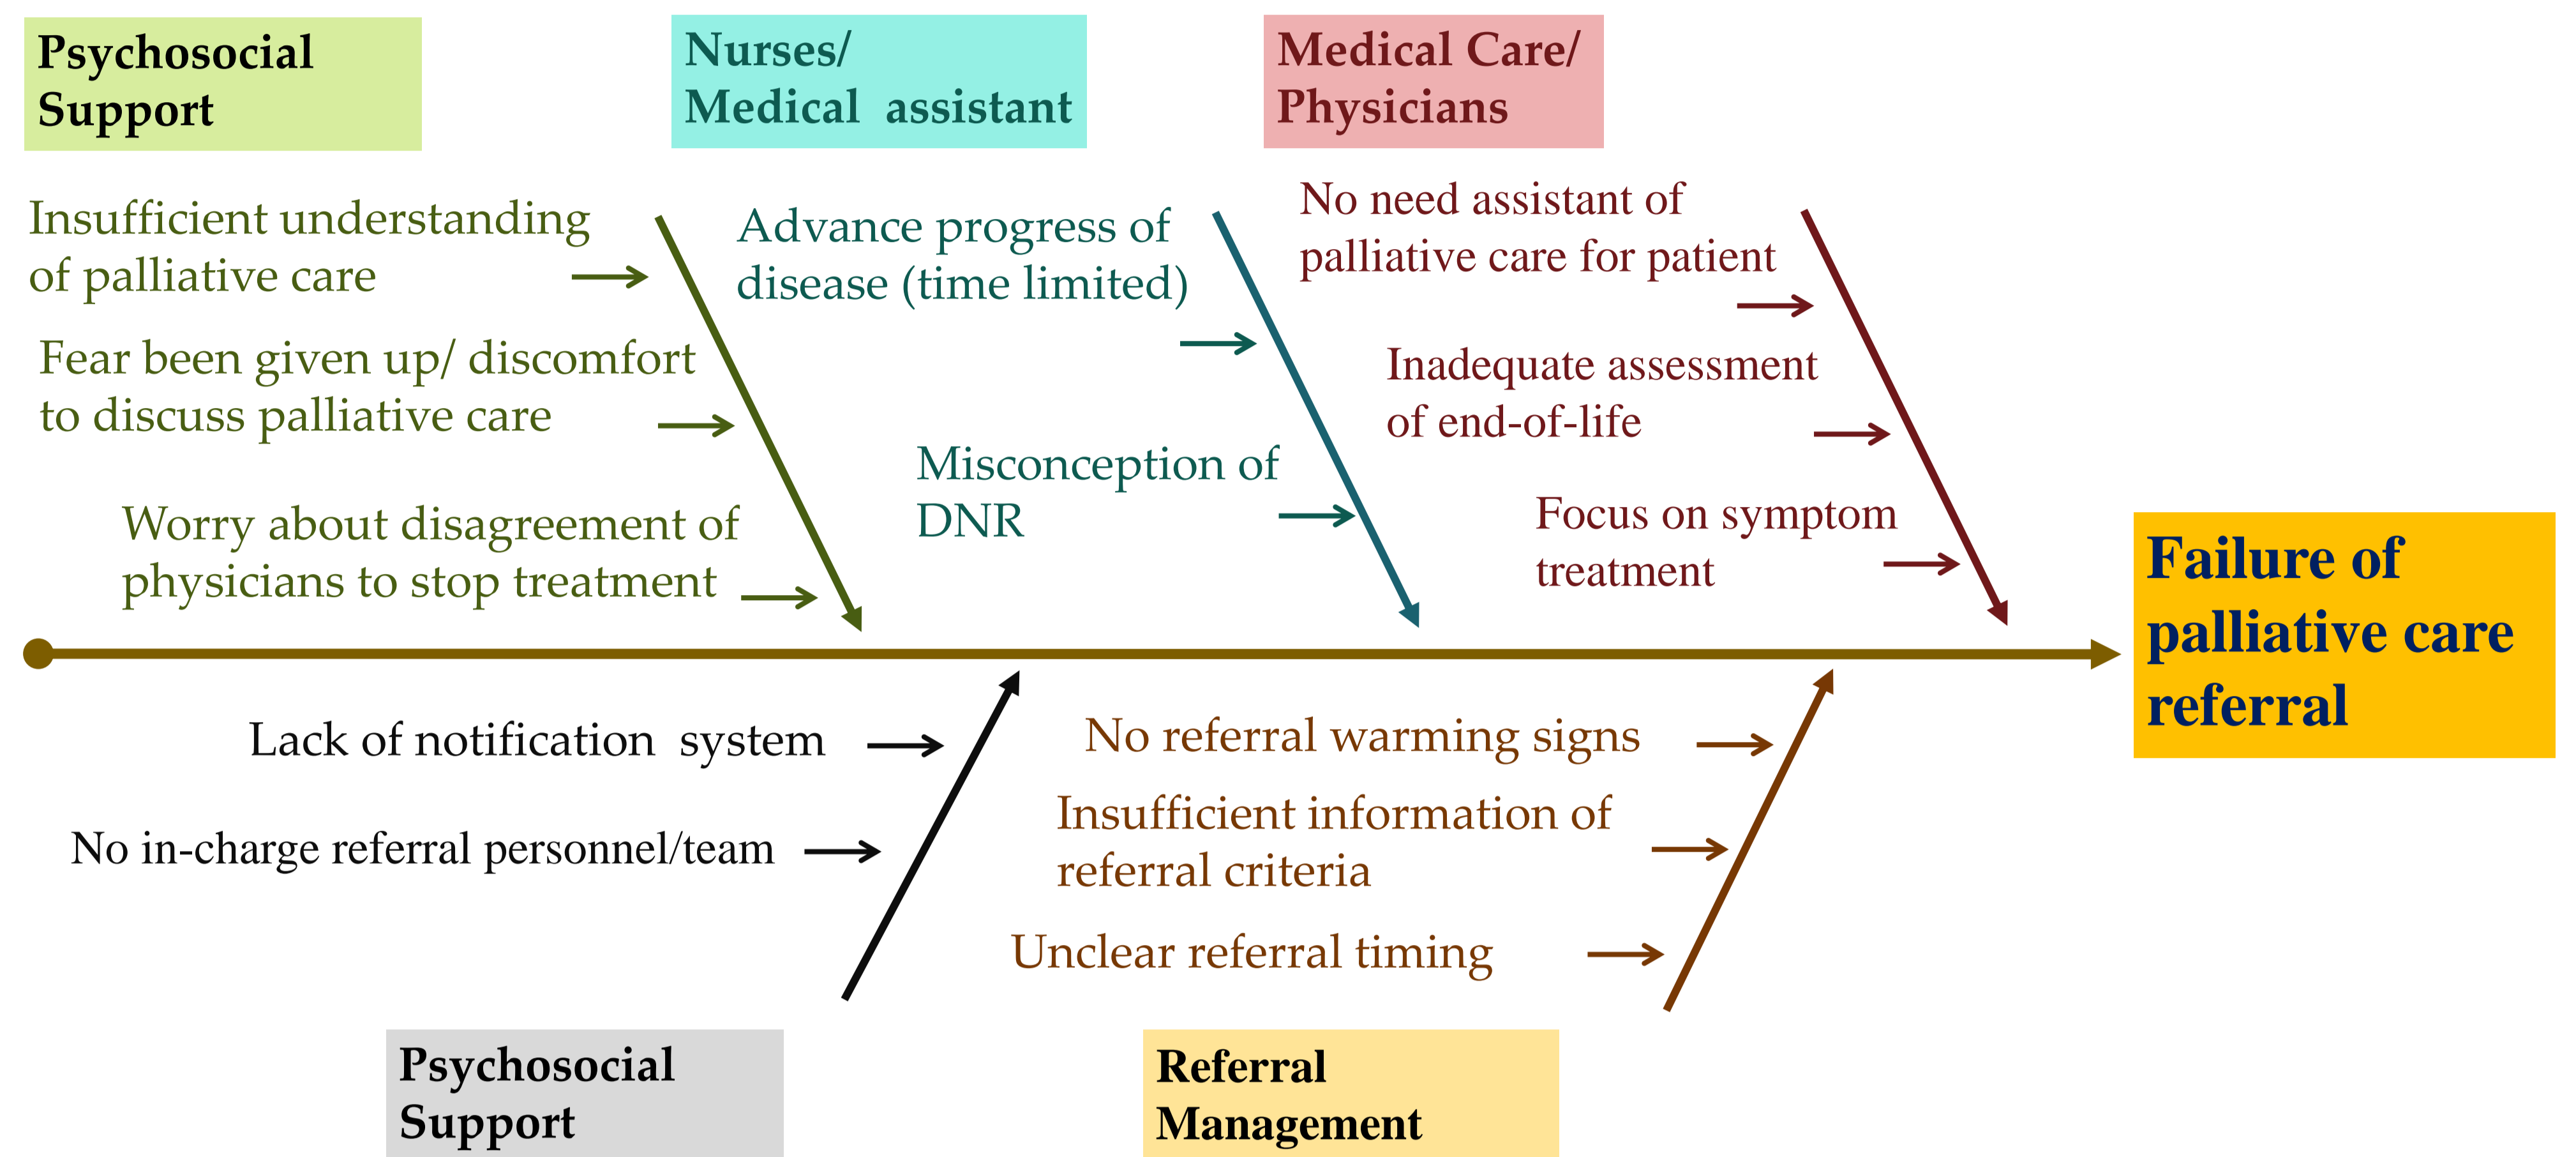 Psychosocial
Support
Nurses/
Medical assistant
Medical Care/
Physicians
Insufficient understanding
of palliative care
Fear been given up/ discomfort
to discuss palliative care
Worry about disagreement of
physicians to stop treatment
Advance progress of
disease (time limited)
Misconception of
DNR
No need assistant of
palliative care for patient
Inadequate assessment
of end-of-life
Focus on symptom
treatment
Failure of
palliative care
referral
Lack of notification system
No in-charge referral personnel/team
No referral warming signs
Insufficient information of
referral criteria
Unclear referral timing
Psychosocial
Support
Referral
Management